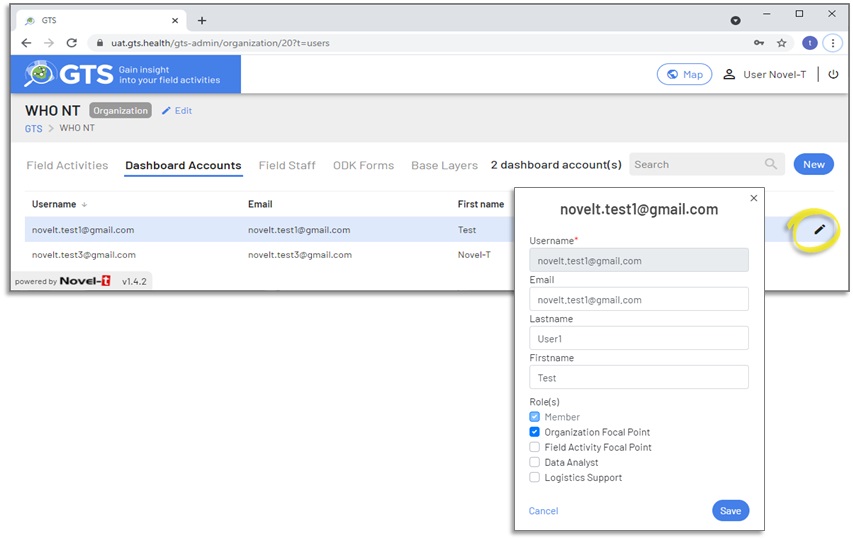 GTS
uat.gts.health/gts-admin/organization/20?t=users
t
GTS Gain insight
into your field activities
Map
User Novel-T
WHO NT Organization Edit
GTS > WHO NT
Field Activities Dashboard Accounts Field Staff ODK Forms Base Layers 2 dashboard account(s) Search New
Username Email First name
novelt.test1@gmail.com novelt.test1@gmail.com Test
novelt.test3@gmail.com novelt.test3@gmail.com Novel-T
powered by Novel-t v1.4.2
novelt.test1@gmail.com
Username*
novelt.test1@gmail.com
Email
novelt.test1@gmail.com
Lastname
User1
Firstname
Test
Role(s)
Member
Organization Focal Point
Field Activity Focal Point
Data Analyst
Logistics Support
Cancel Save